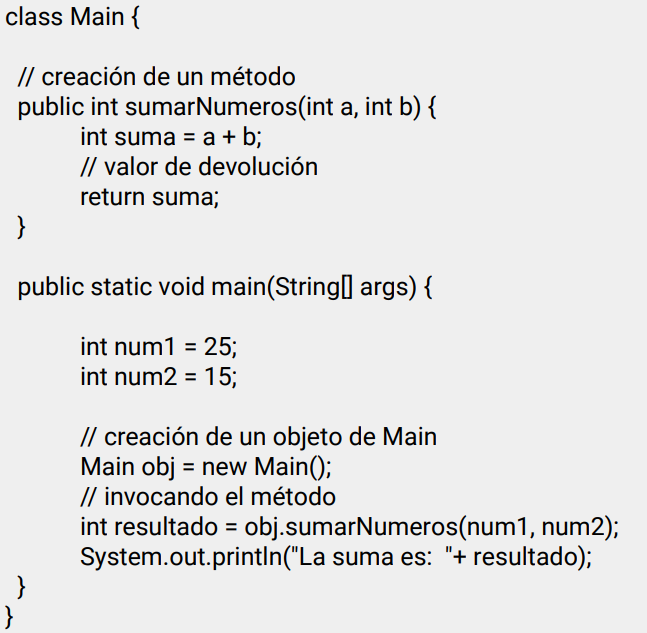 class Main {
// creación de un método
public int sumarNumeros(int a, int b) {
int suma = a + b;
// valor de devolución
return suma;
}
public static void main(String[] args) {
int num1 = 25;
int num2 = 15;
// creación de un objeto de Main
Main obj = new Main();
// invocando el método
int resultado = obj.sumarNumeros(num1, num2);
System.out.println("La suma es:  "+ resultado);
}
}